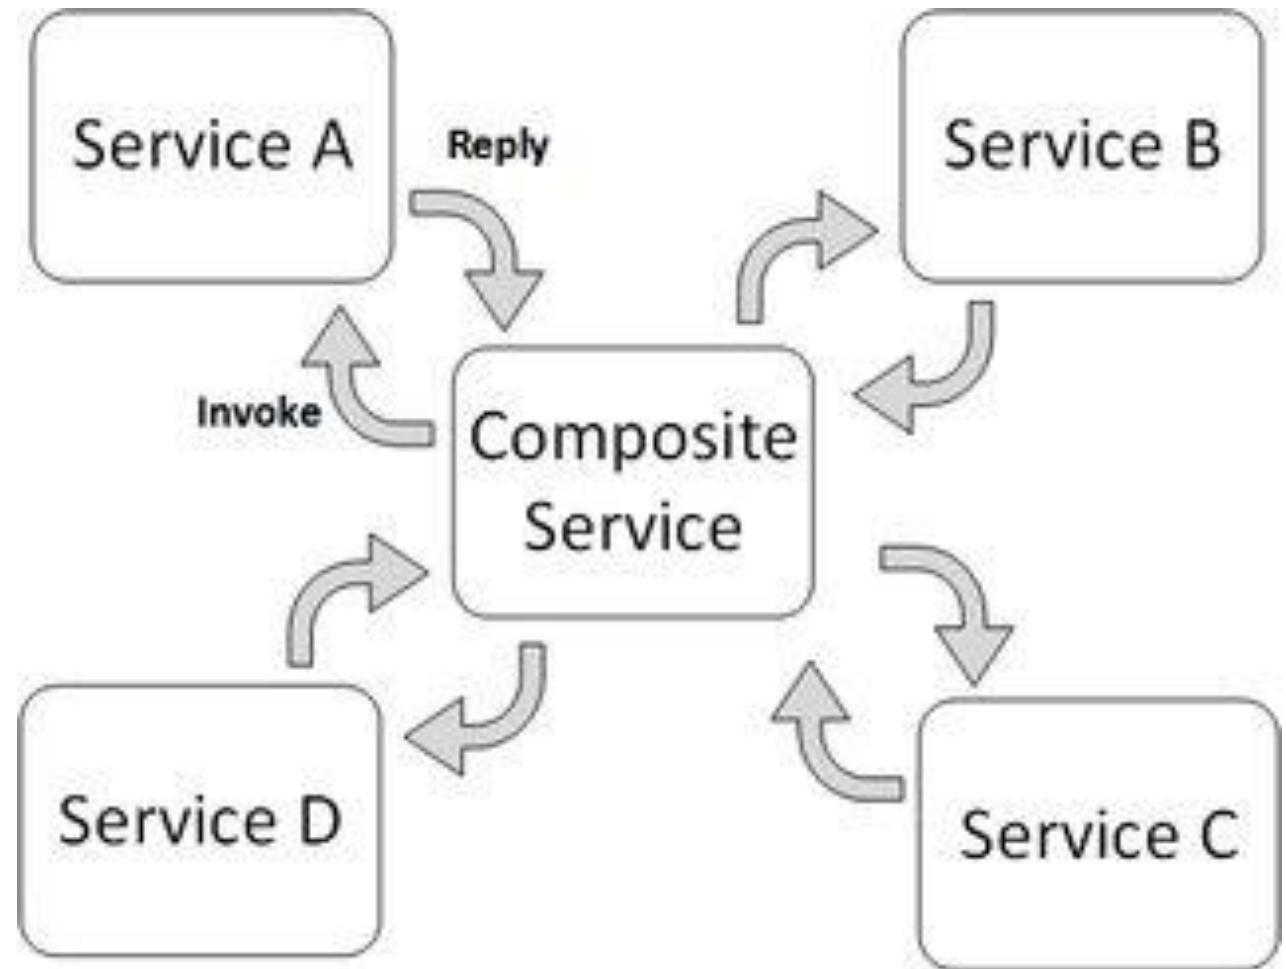 Service A
Reply
Service B
Invoke
Composite
Service
Service D
Service C